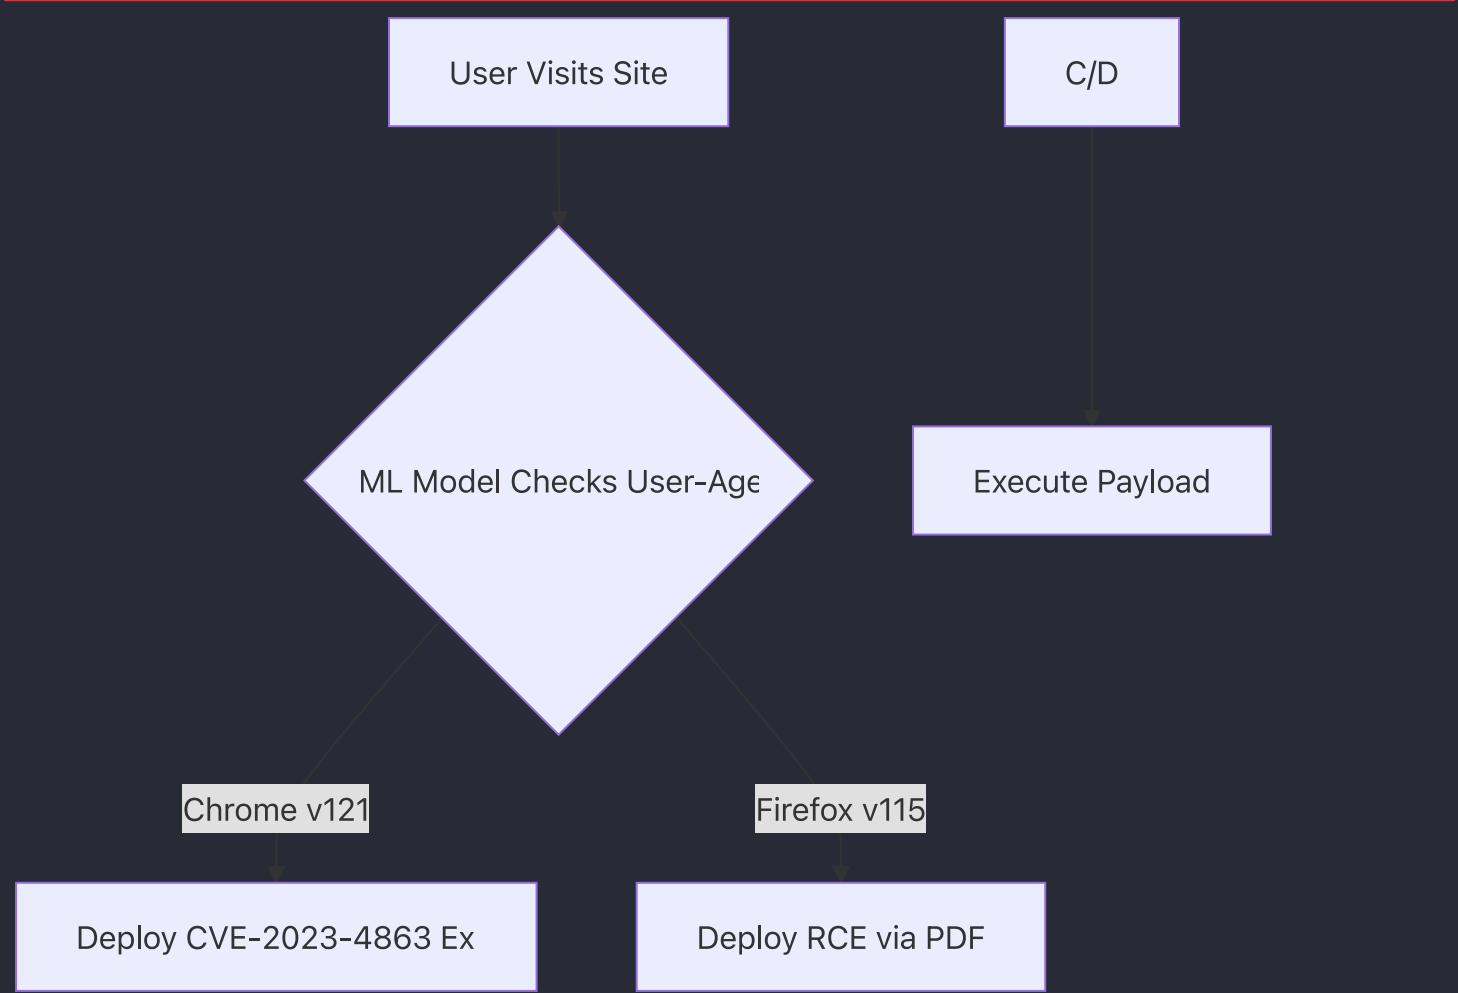 User Visits Site
C/D
ML Model Checks User-Age
Execute Payload
Chrome v121
Firefox v115
Deploy CVE-2023-4863 Ex
Deploy RCE via PDF